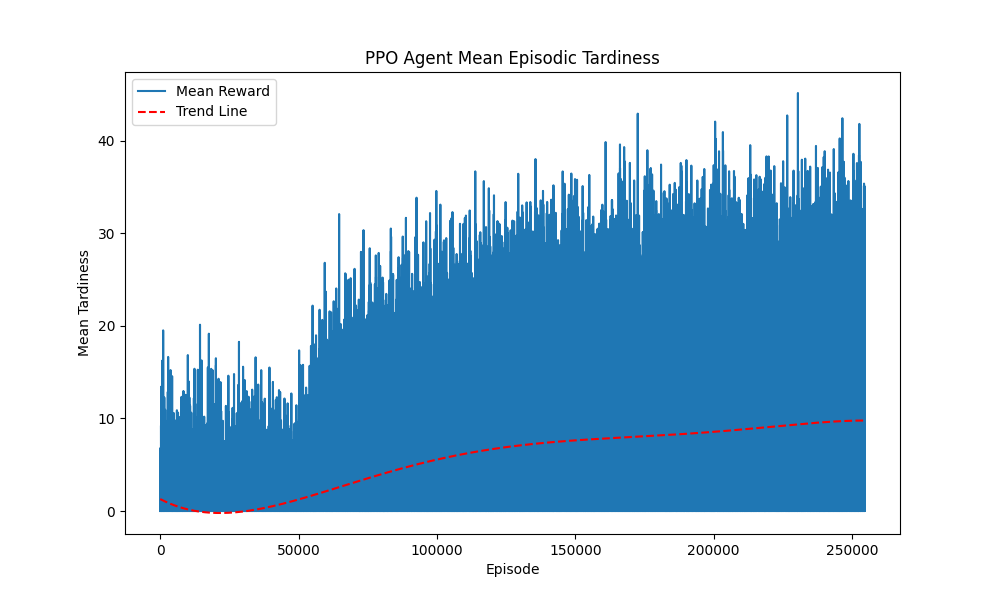 PPO Agent Mean Episodic Tardiness
Mean Reward
Trend Line
Mean Tardiness
40
30
20
10
0
0 50000 100000 150000 200000 250000
Episode